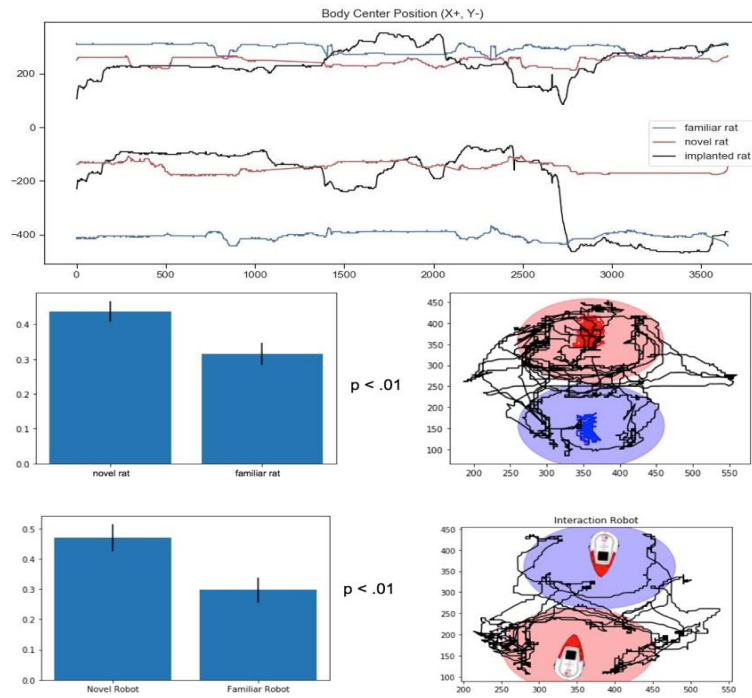 Body Center Position (X+, Y-)
200
0
−200
−400
familiar rat
novel rat
implanted rat
0 500 1000 1500 2000 2500 3000 3500
0.4
0.3
0.2
0.1
0.0
novel rat familiar rat
p < .01
450
400
350
300
250
200
150
100
200 250 300 350 400 450 500 550
0.5
0.4
0.3
0.2
0.1
0.0
Novel Robot Familiar Robot
p < .01
Interaction Robot
450
400
350
300
250
200
150
100
200 250 300 350 400 450 500 550